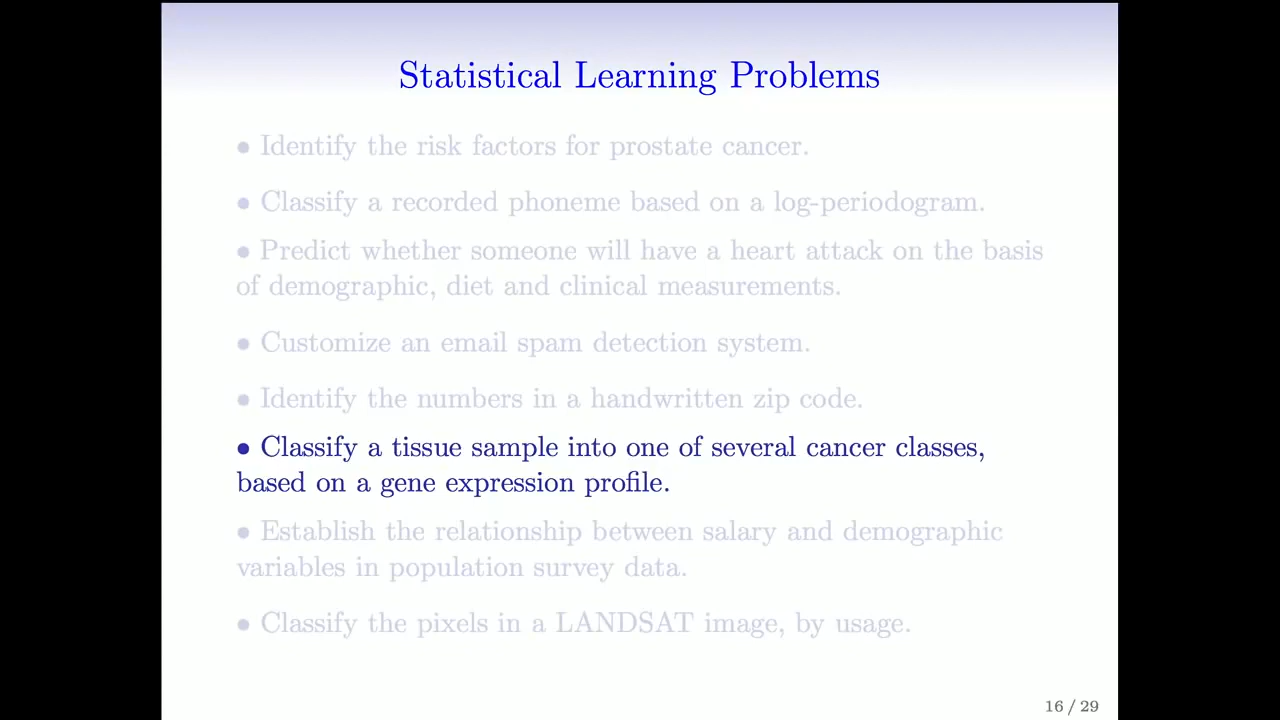 Statistical Learning Problems
• Identify the risk factors for prostate cancer.
• Classify a recorded phoneme based on a log-periodogram.
• Predict whether someone will have a heart attack on the basis
of demographic, diet and clinical measurements.
• Customize an email spam detection system.
• Identify the numbers in a handwritten zip code.
• Classify a tissue sample into one of several cancer classes,
based on a gene expression profile.
• Establish the relationship between salary and demographic
variables in population survey data.
• Classify the pixels in a LANDSAT image, by usage.
16 / 29